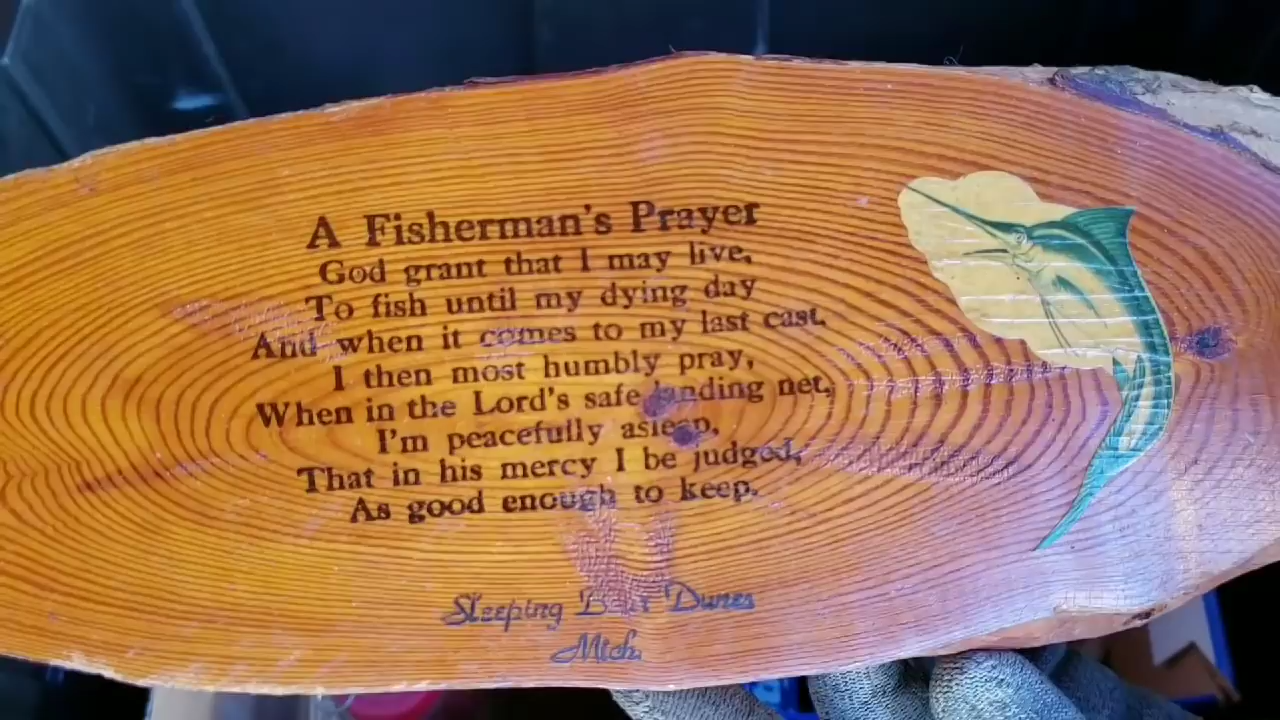 A Fisherman's Prayer
God grant that I may live,
To fish until my dying day
And when it comes to my last cast,
I then most humbly pray,
When in the Lord's safe landing net,
I'm peacefully asleep,
That in his mercy I be judged,
As good enough to keep.
Sleeping Bear Dunes
Mich.